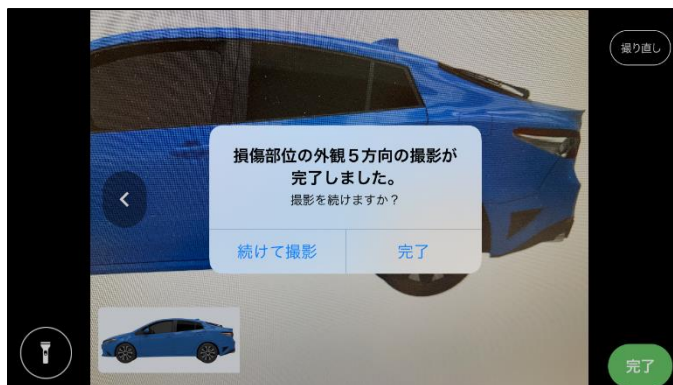 撮り直し
損傷部位の外観５方向の撮影が
完了しました。
撮影を続けますか？
続けて撮影
完了
完了